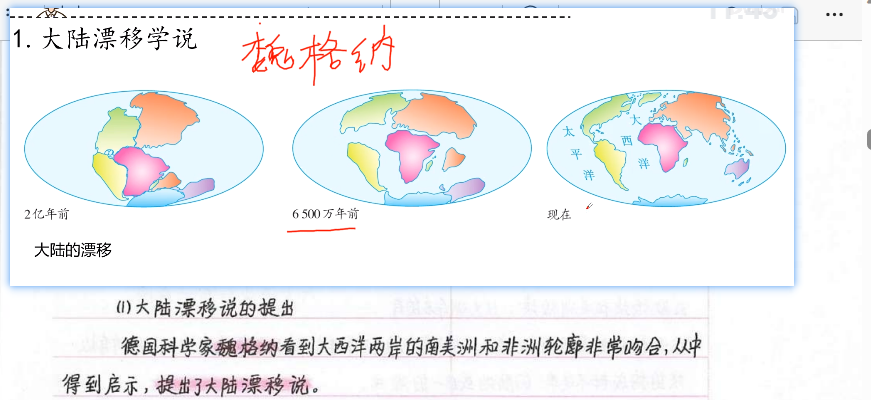 1. 大陆漂移学说
魏格纳
太
平
洋
大
西
洋
2亿年前
6 500万年前
现在
大陆的漂移
(1)大陆漂移说的提出
德国科学家魏格纳看到大西洋两岸的南美洲和非洲轮廓非常吻合,从中
得到启示,提出了大陆漂移说。